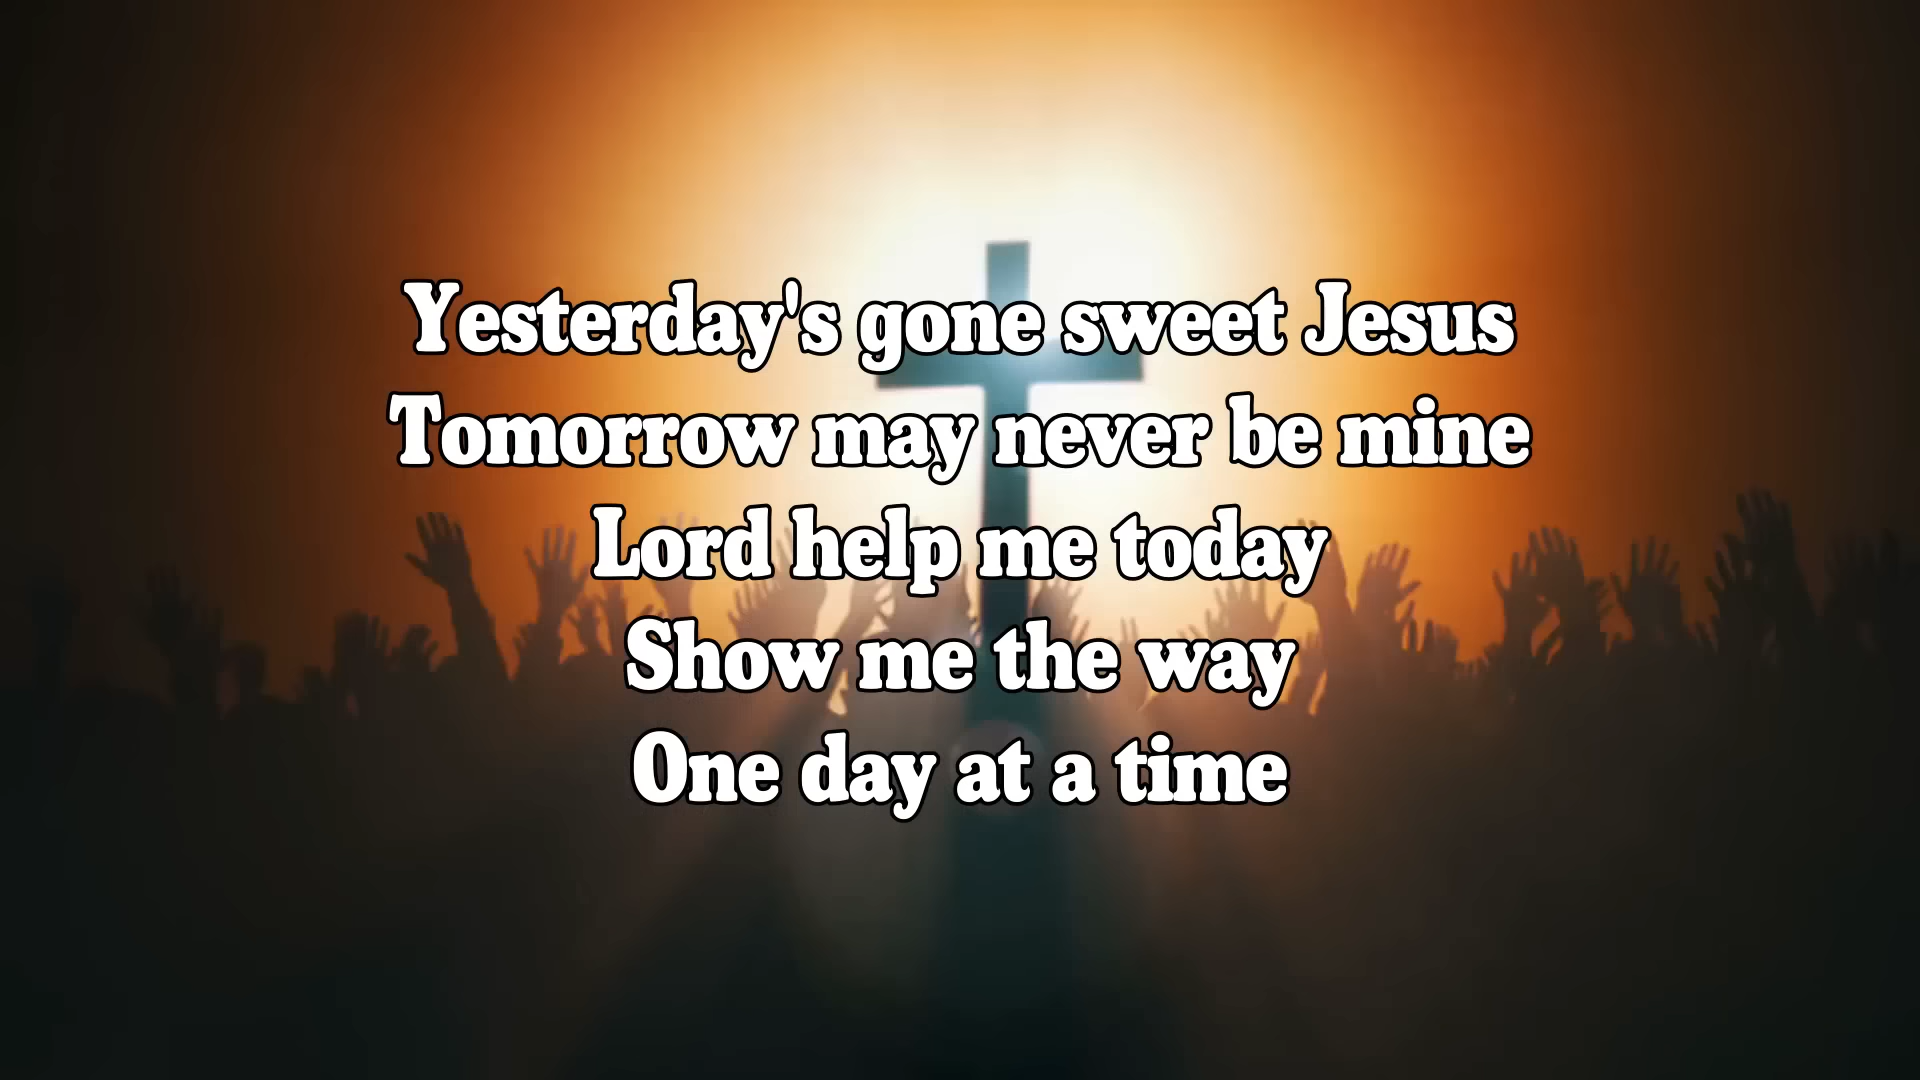 Yesterday's gone sweet Jesus
Tomorrow may never be mine
Lord help me today
Show me the way
One day at a time